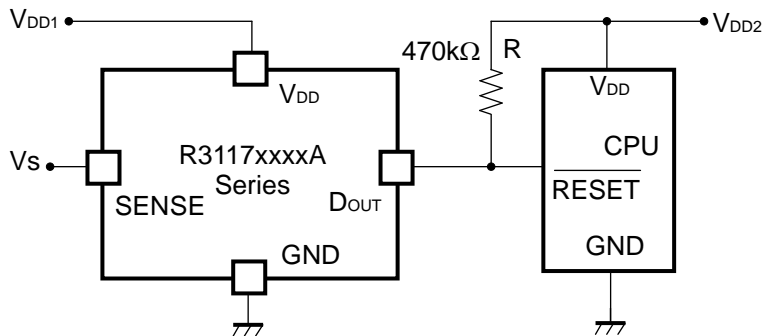 VDD1
VDD2
470kΩ R
VDD
VDD
R3117xxxxA
Series
CPU
Vs
SENSE
DOUT
RESET
GND
GND